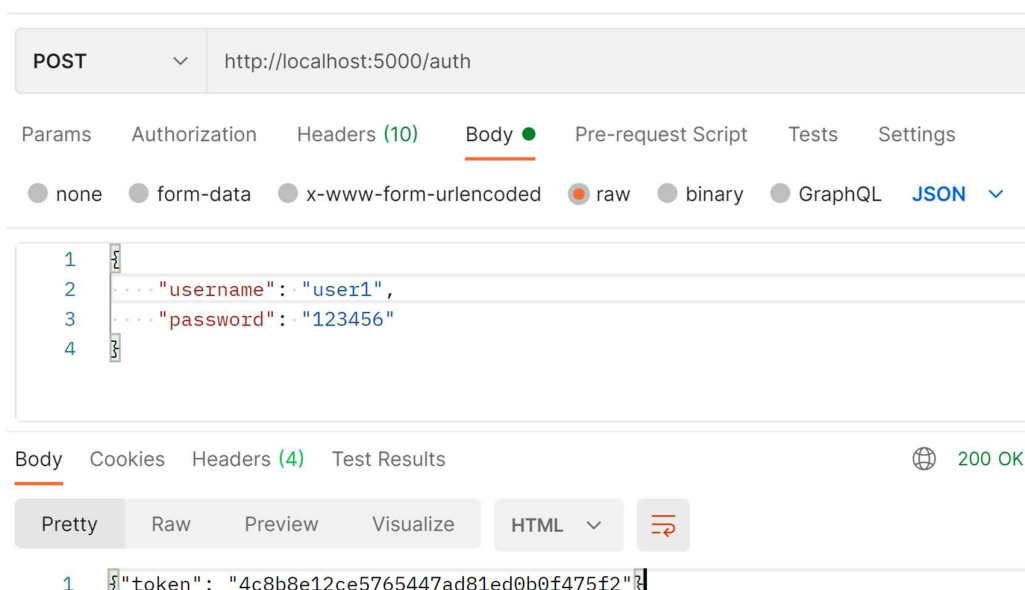 POST http://localhost:5000/auth
Params Authorization Headers (10) Body Pre-request Script Tests Settings
none form-data x-www-form-urlencoded raw binary GraphQL JSON
1 {
2 "username": "user1",
3 "password": "123456"
4 }
Body Cookies Headers (4) Test Results 200 OK
Pretty Raw Preview Visualize HTML
1 {"token": "4c8b8e12ce5765447ad81ed0b0f475f2"}